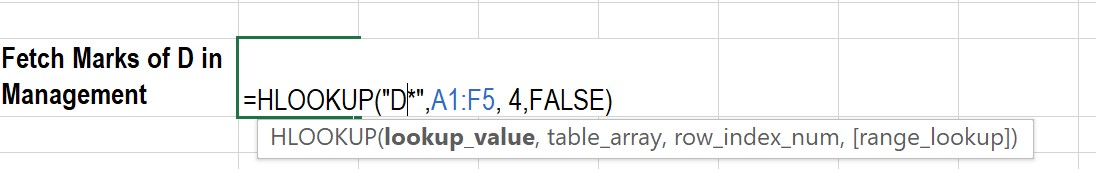 Fetch Marks of D in
Management
=HLOOKUP("D*",A1:F5, 4,FALSE)
HLOOKUP(lookup_value, table_array, row_index_num, [range_lookup])